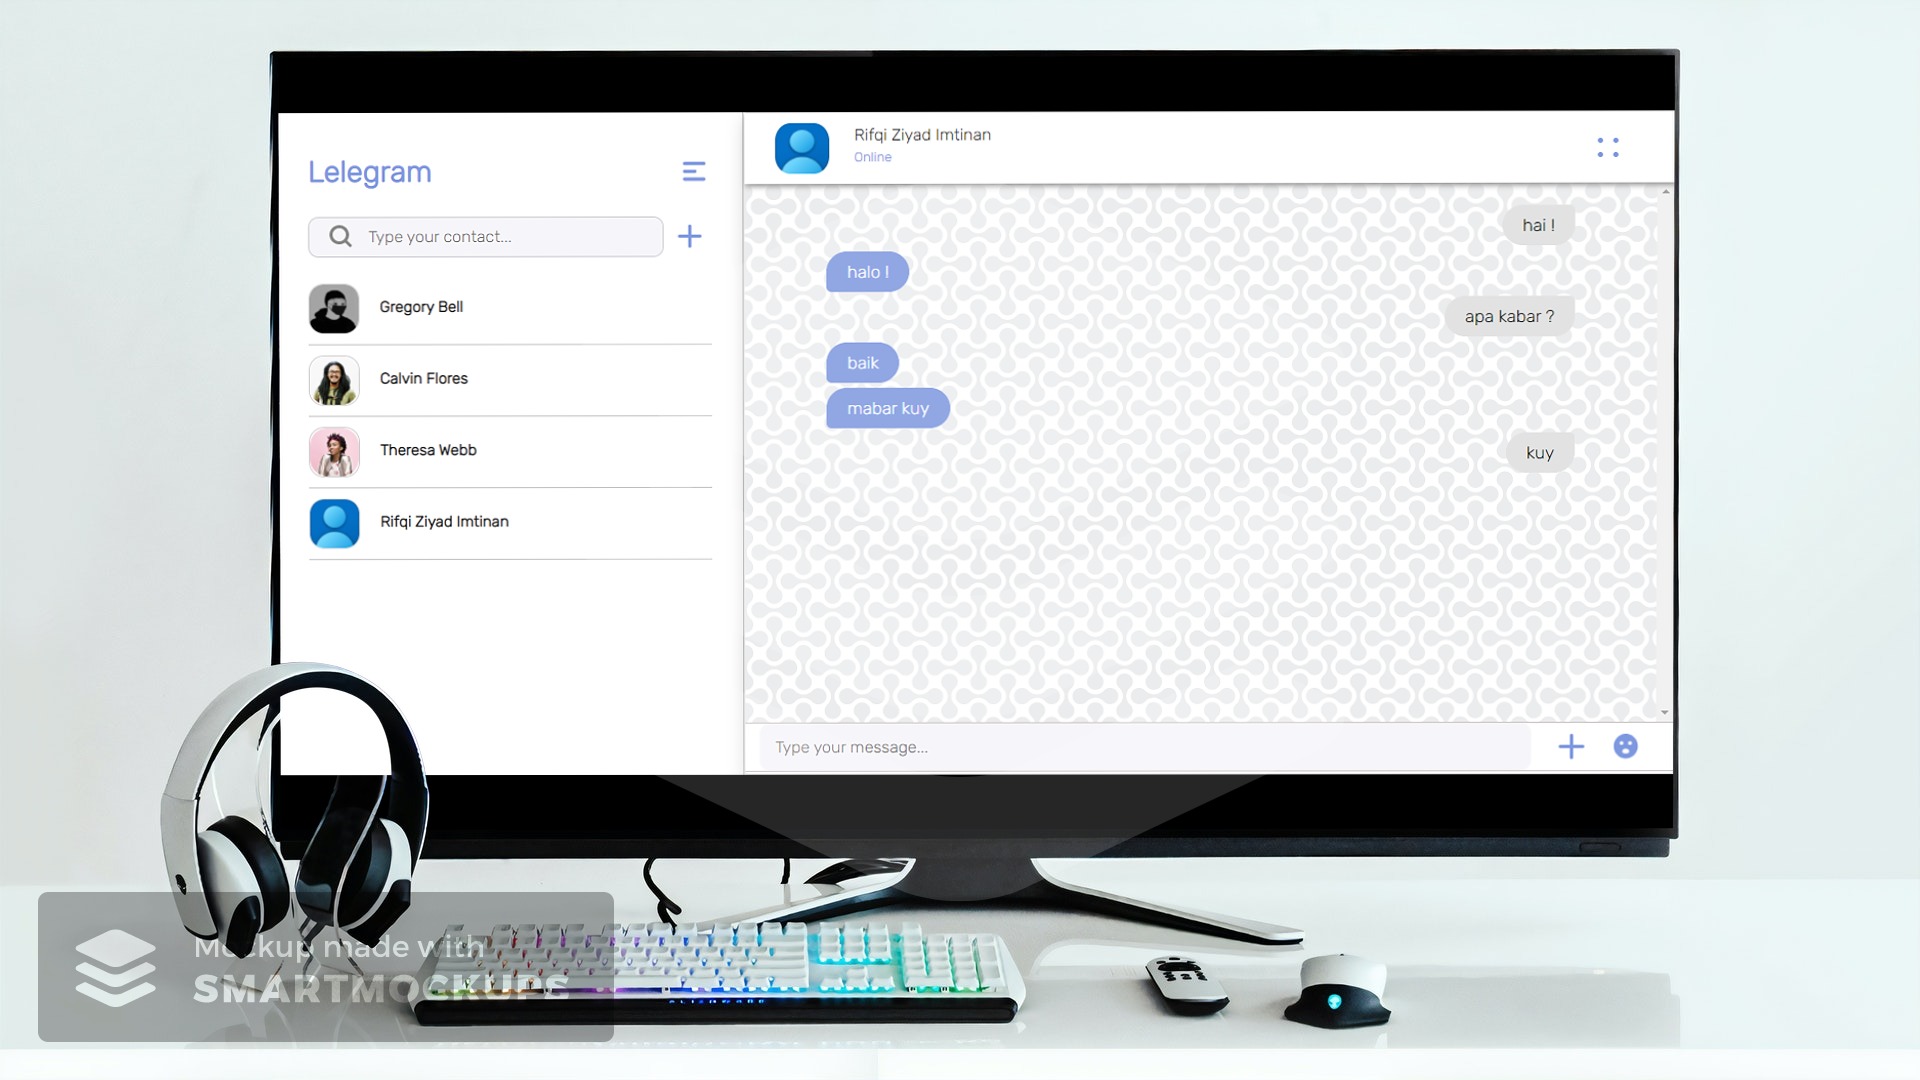 Lelegram
Type your contact...
Gregory Bell
Calvin Flores
Theresa Webb
Rifqi Ziyad Imtinan
Rifqi Ziyad Imtinan
Online
hai !
halo !
apa kabar ?
baik
mabar kuy
kuy
Type your message...
ALIENWARE
Mockup made with
SMARTMOCKUPS